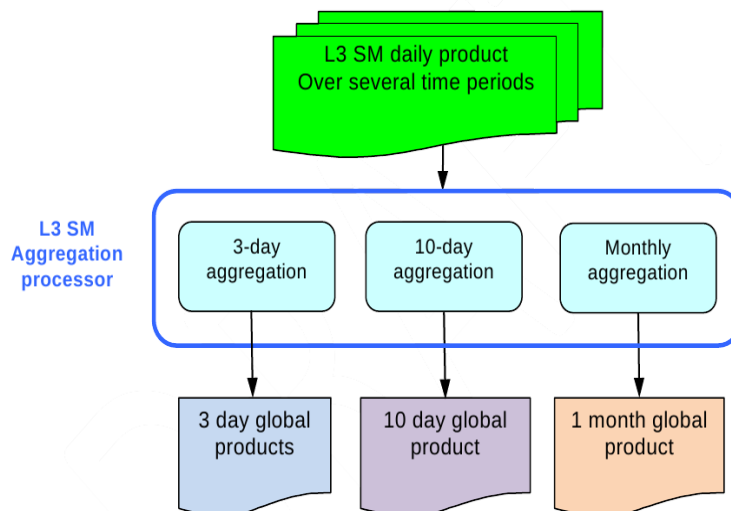 L3 SM daily product
Over several time periods
L3 SM
Aggregation
processor
3-day
aggregation
10-day
aggregation
Monthly
aggregation
3 day global
products
10 day global
product
1 month global
product